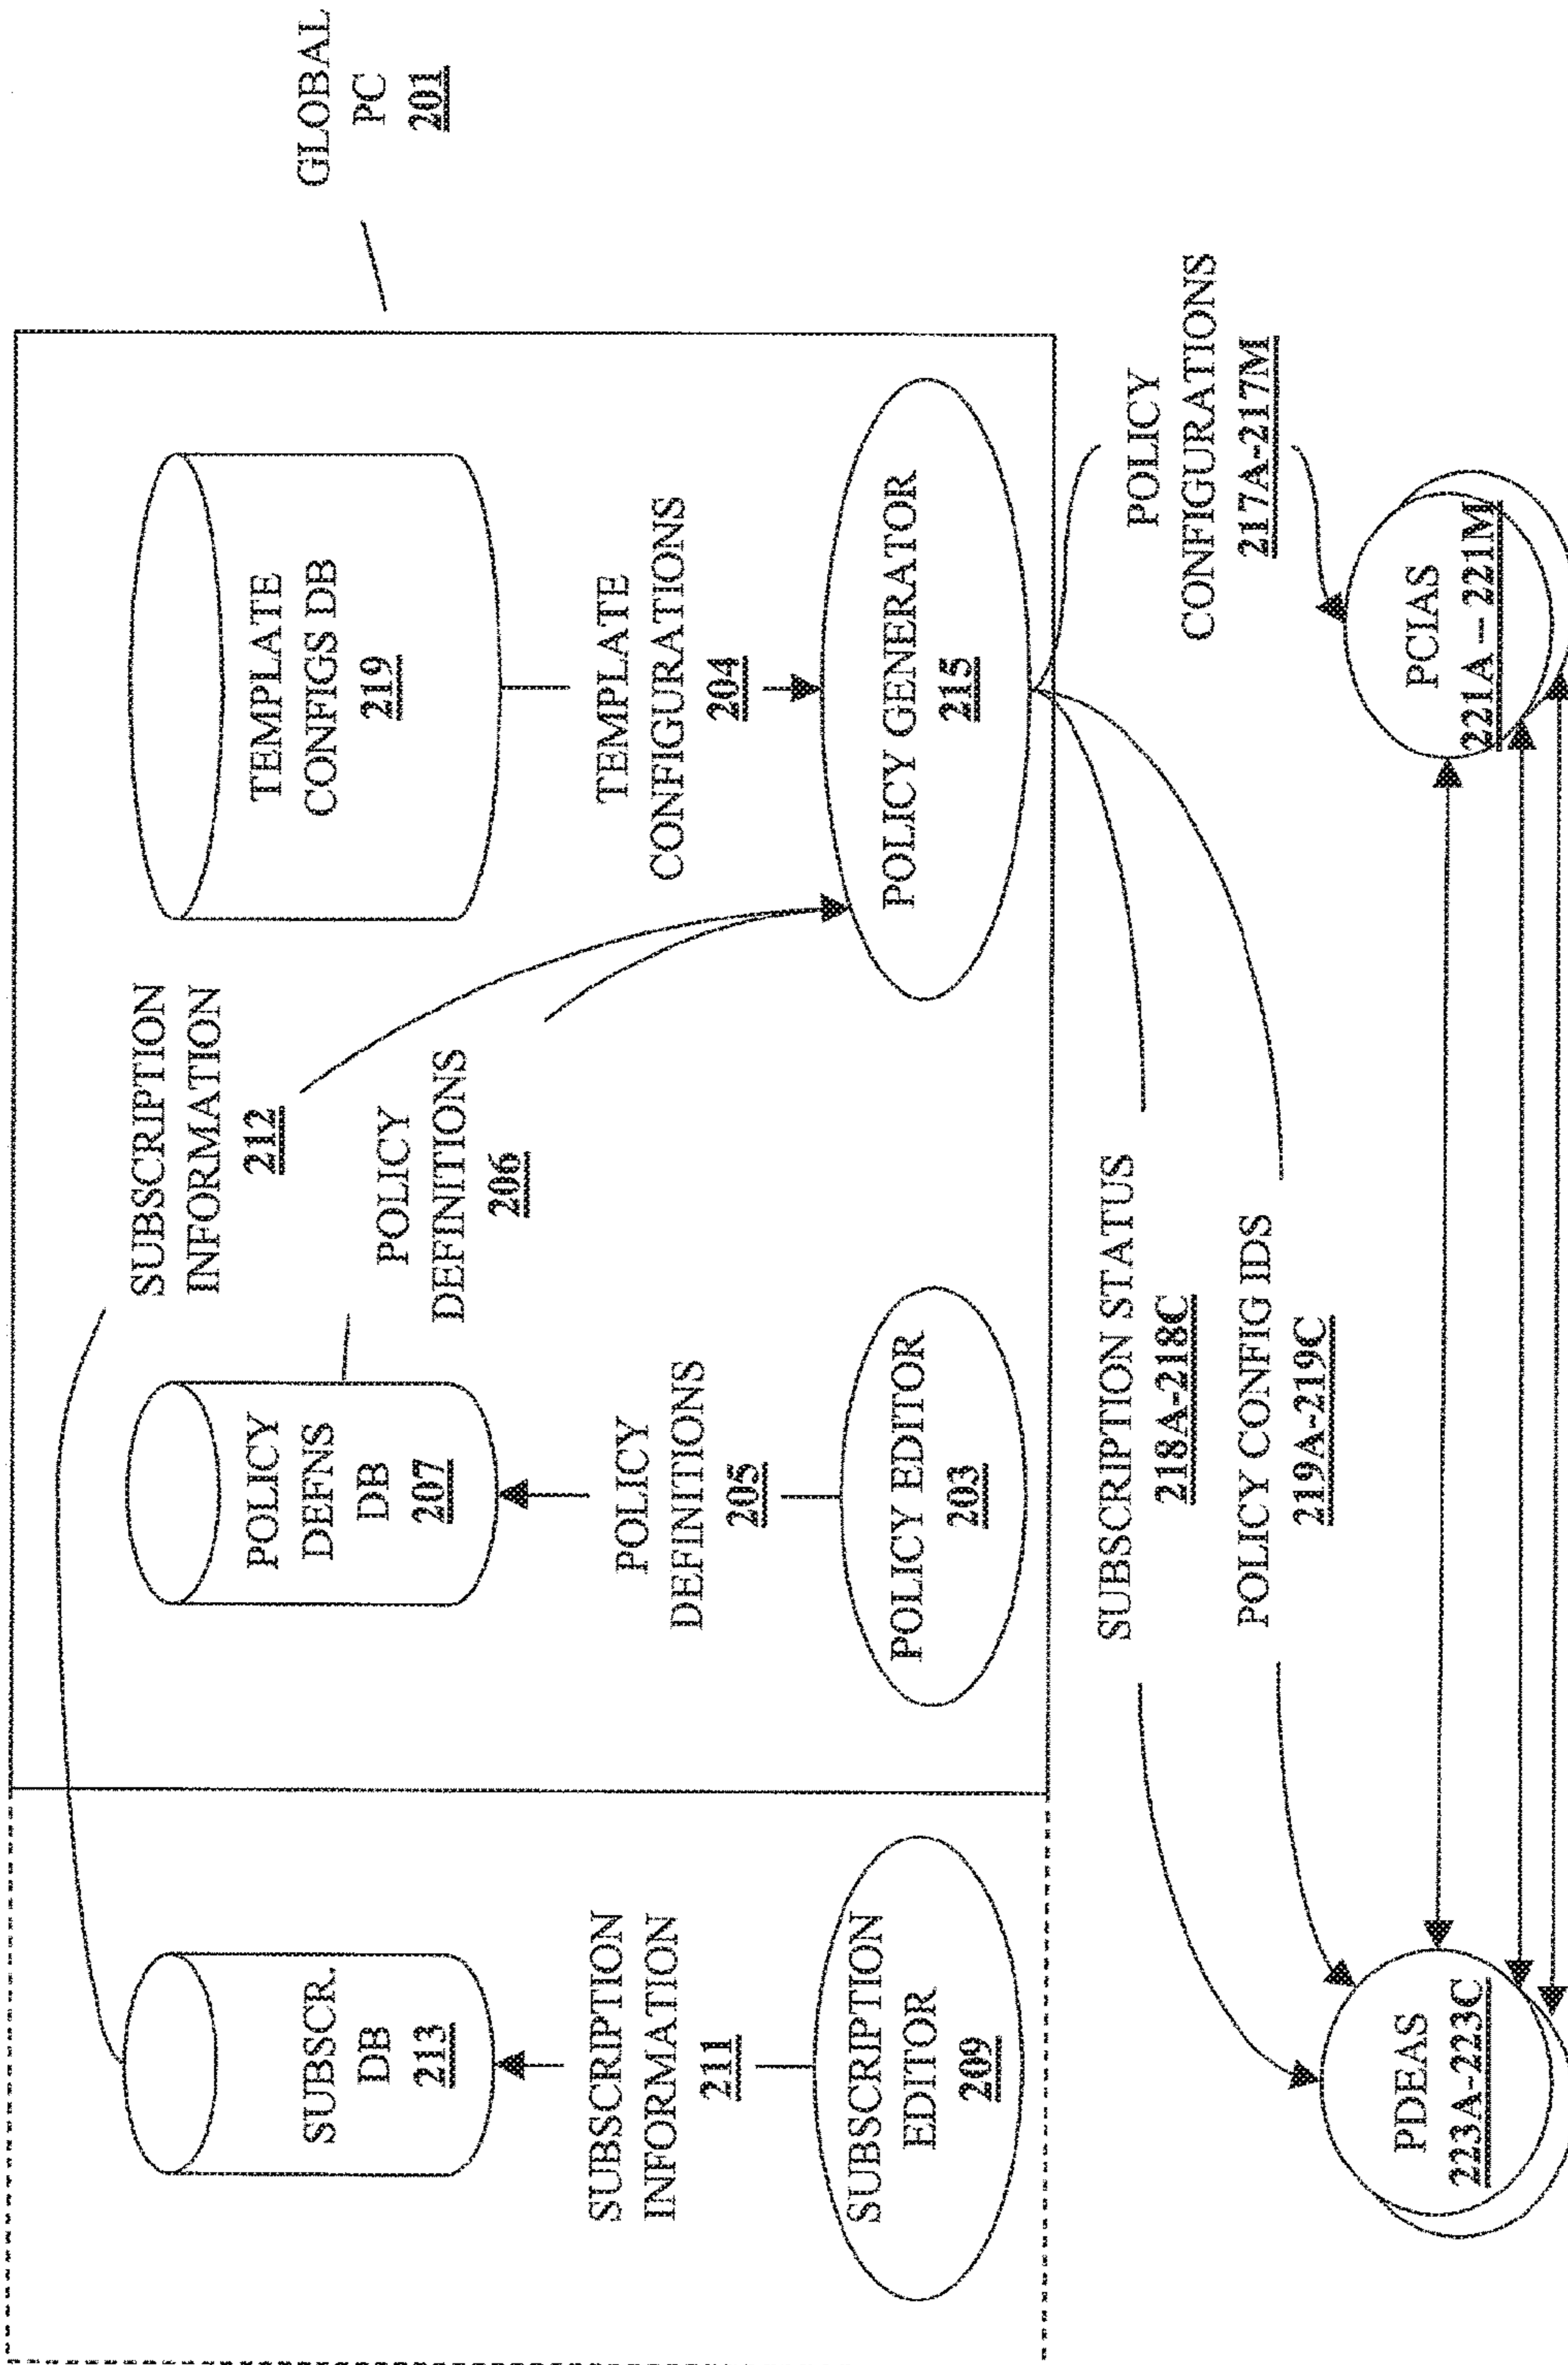 GLOBAL
PC
201
SUBSCR.
DB
213
SUBSCRIPTION
INFORMATION
211
SUBSCRIPTION
EDITOR
209
POLICY
DEFNS
DB
207
POLICY
DEFINITIONS
205
POLICY EDITOR
203
SUBSCRIPTION
INFORMATION
212
POLICY
DEFINITIONS
206
TEMPLATE
CONFIGS DB
219
TEMPLATE
CONFIGURATIONS
204
POLICY GENERATOR
215
SUBSCRIPTION STATUS
218A-218C
POLICY CONFIG IDS
219A-219C
POLICY
CONFIGURATIONS
217A-217M
PDEAS
223A-223C
PCIAS
221A – 221M